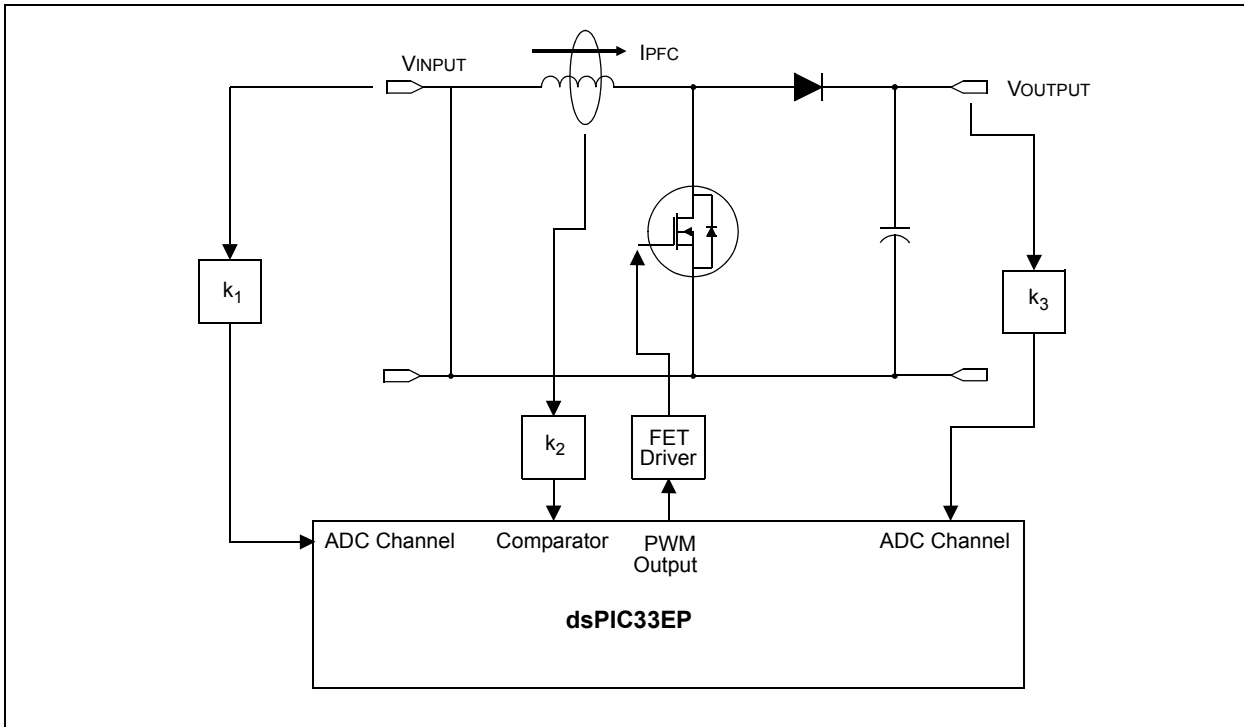 IPFC
VINPUT
VOUTPUT
k1
k3
k2
FET
Driver
ADC Channel
Comparator
PWM
Output
ADC Channel
dsPIC33EP